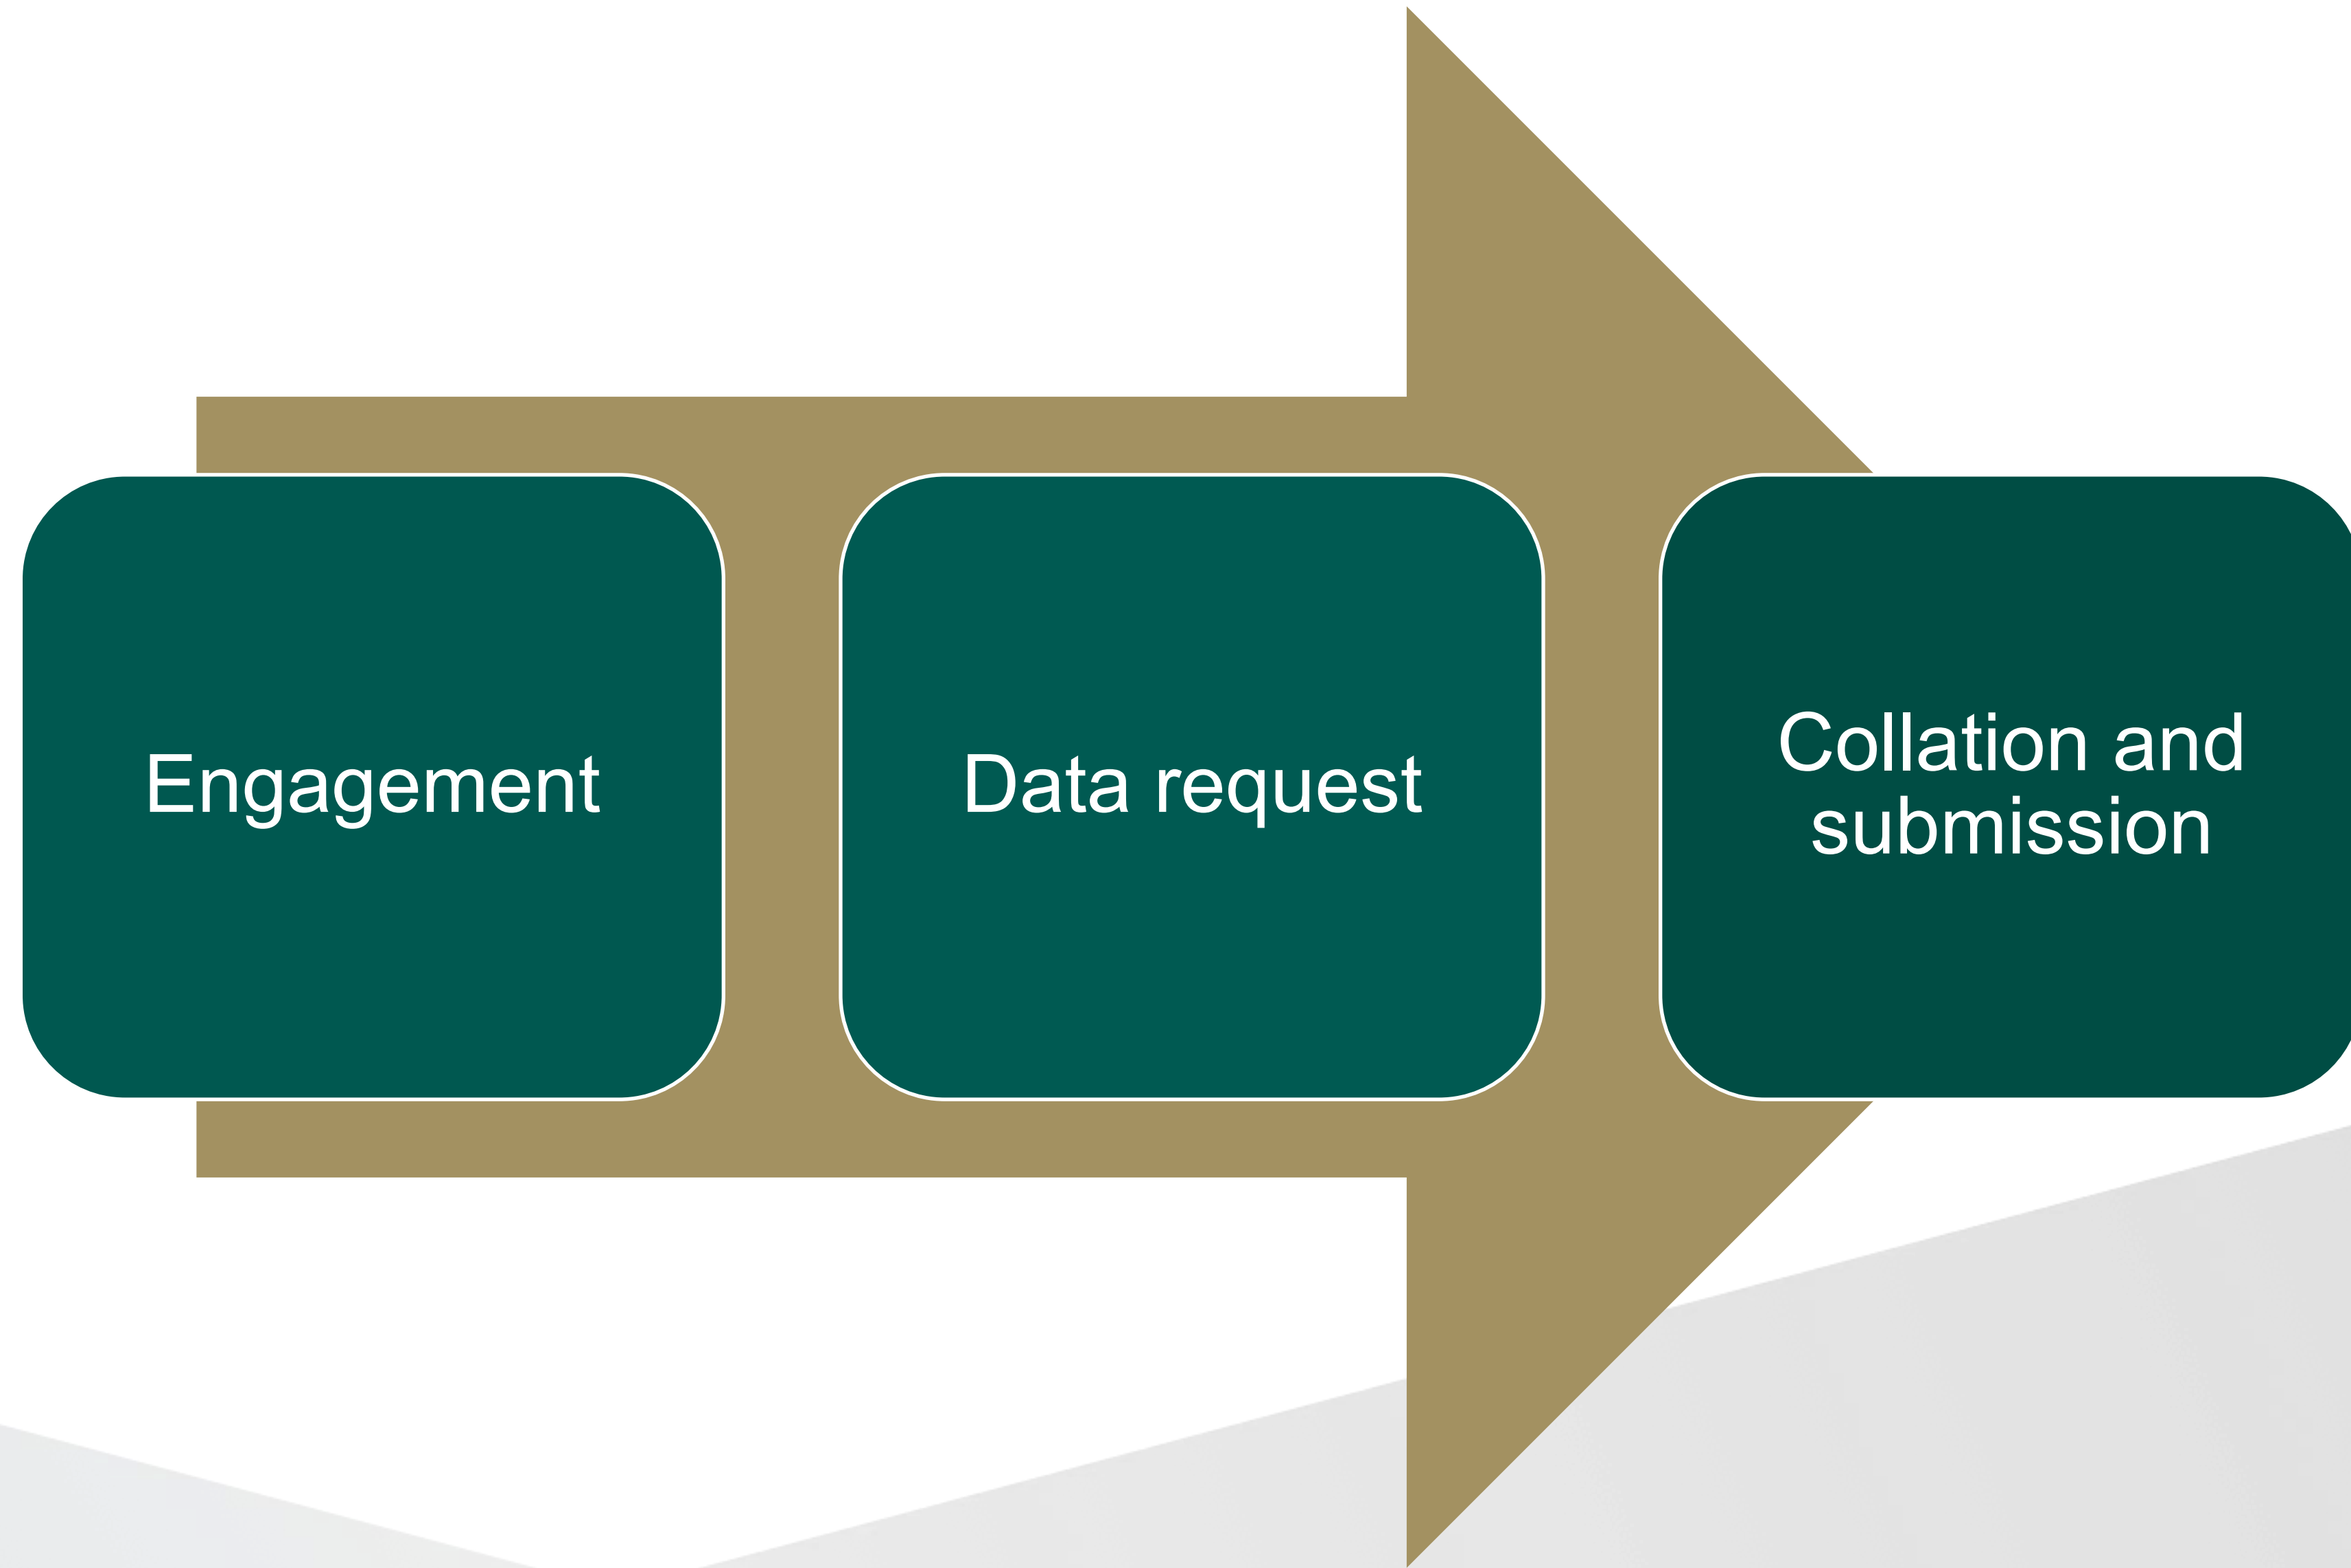 Engagement
Data request
Collation and
submission